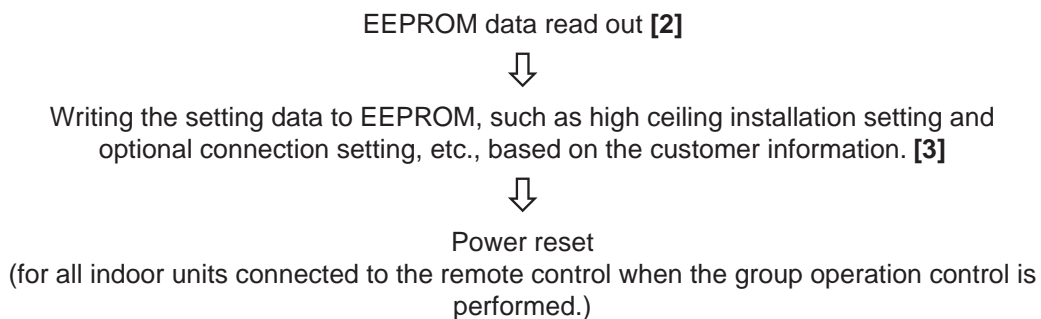 EEPROM data read out [2]
Writing the setting data to EEPROM, such as high ceiling installation setting and
optional connection setting, etc., based on the customer information. [3]
Power reset
(for all indoor units connected to the remote control when the group operation control is
performed.)